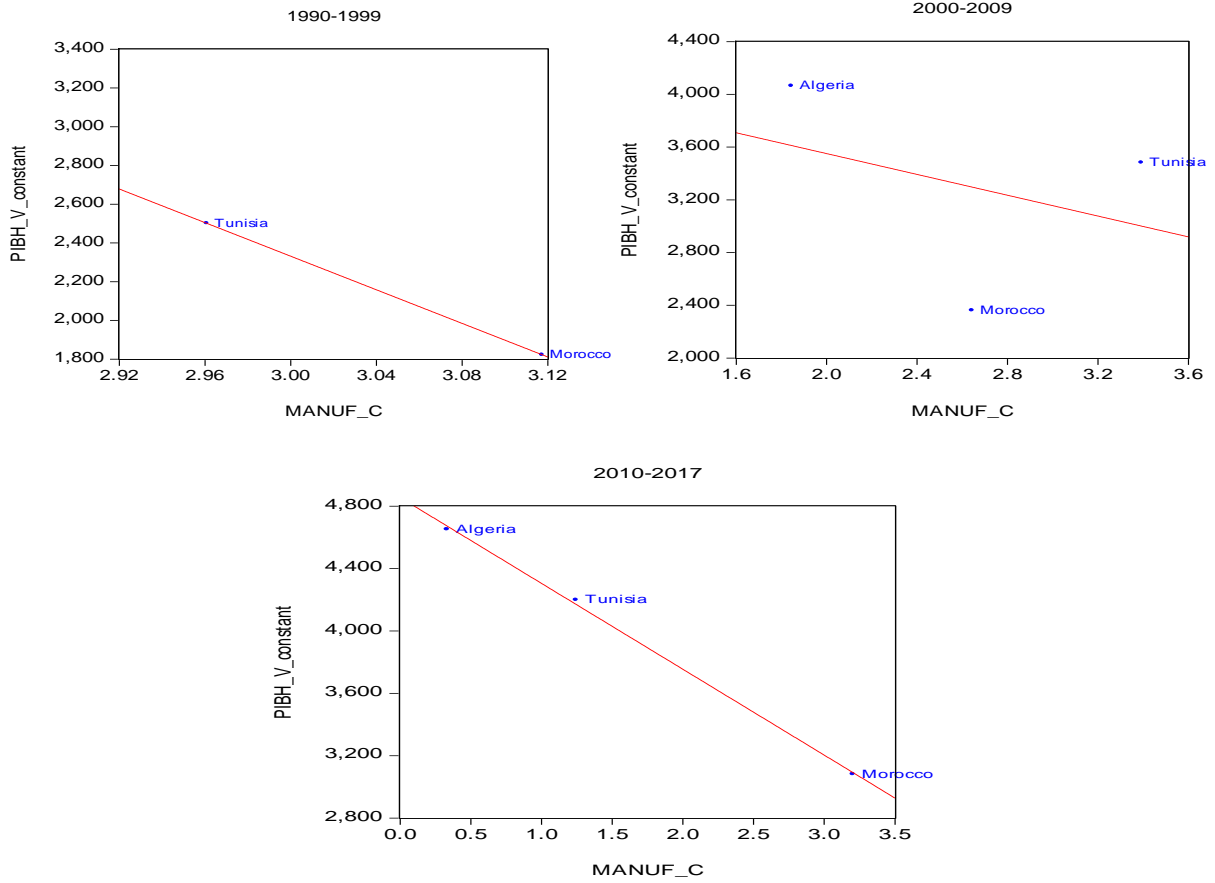 1990-1999
3,400
3,200
3,000
2,800
2,600
2,400
2,200
2,000
1,800
PIBH_V_constant
Tunisia
Morocco
2.92 2.96 3.00 3.04 3.08 3.12
MANUF_C
2000-2009
4,400
4,000
3,600
3,200
2,800
2,400
2,000
PIBH_V_constant
Algeria
Tunisia
Morocco
1.6 2.0 2.4 2.8 3.2 3.6
MANUF_C
2010-2017
4,800
4,400
4,000
3,600
3,200
2,800
PIBH_V_constant
Algeria
Tunisia
Morocco
0.0 0.5 1.0 1.5 2.0 2.5 3.0 3.5
MANUF_C